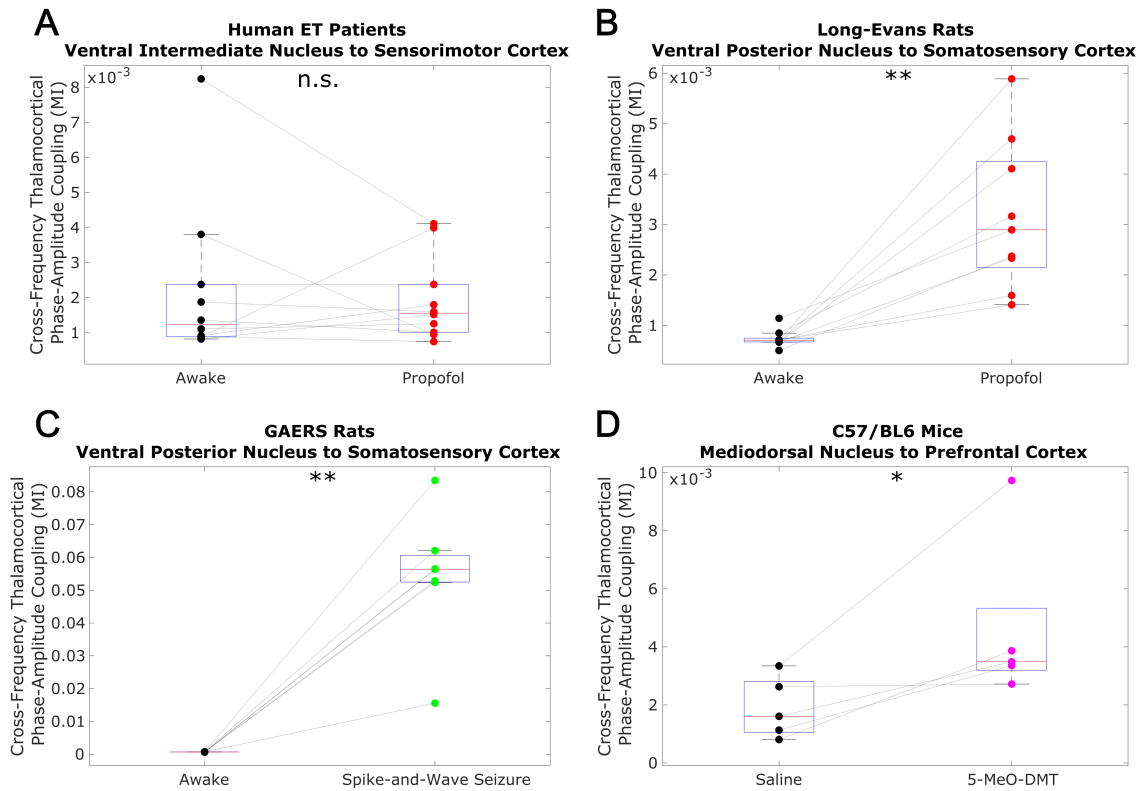 A
Human ET Patients
Ventral Intermediate Nucleus to Sensorimotor Cortex
Cross-Frequency Thalamocortical
Phase-Amplitude Coupling (MI)
x10⁻³
n.s.
8
7
6
5
4
3
2
1
Awake
Propofol
B
Long-Evans Rats
Ventral Posterior Nucleus to Somatosensory Cortex
Cross-Frequency Thalamocortical
Phase-Amplitude Coupling (MI)
x10⁻³
**
6
5
4
3
2
1
Awake
Propofol
C
GAERS Rats
Ventral Posterior Nucleus to Somatosensory Cortex
Cross-Frequency Thalamocortical
Phase-Amplitude Coupling (MI)
**
0.08
0.07
0.06
0.05
0.04
0.03
0.02
0.01
0
Awake
Spike-and-Wave Seizure
D
C57/BL6 Mice
Mediodorsal Nucleus to Prefrontal Cortex
Cross-Frequency Thalamocortical
Phase-Amplitude Coupling (MI)
x10⁻³
*
10
8
6
4
2
0
Saline
5-MeO-DMT